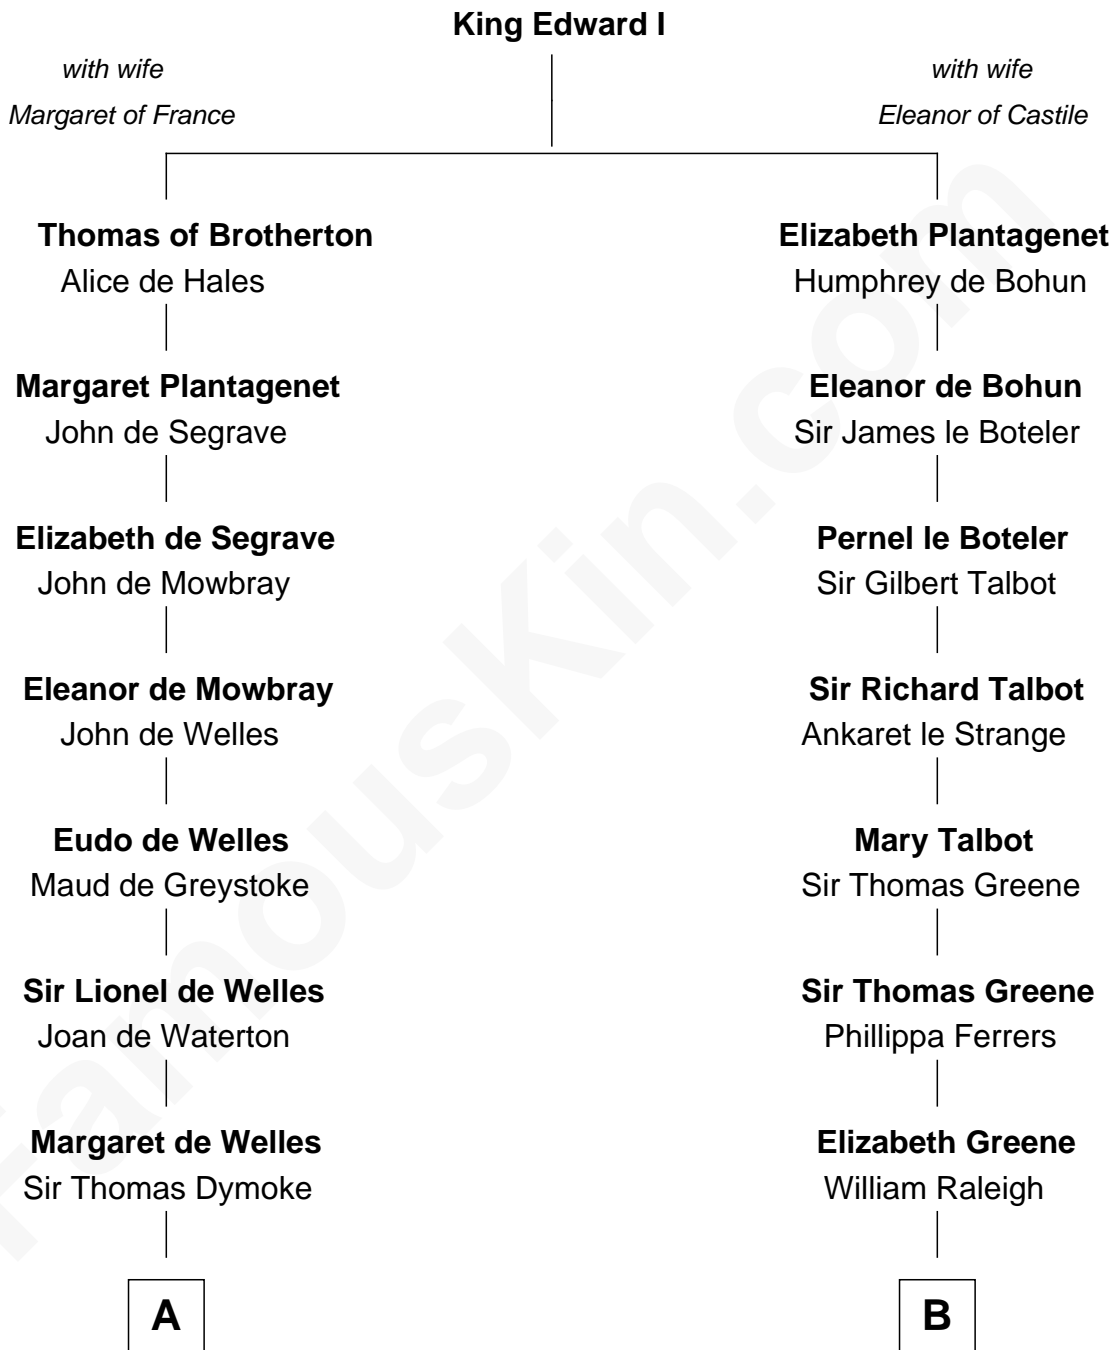 King Edward I
with wife
Margaret of France
with wife
Eleanor of Castile
Thomas of Brotherton
Alice de Hales
Elizabeth Plantagenet
Humphrey de Bohun
Margaret Plantagenet
John de Segrave
Eleanor de Bohun
Sir James le Boteler
Elizabeth de Segrave
John de Mowbray
Pernel le Boteler
Sir Gilbert Talbot
Eleanor de Mowbray
John de Welles
Sir Richard Talbot
Ankaret le Strange
Eudo de Welles
Maud de Greystoke
Mary Talbot
Sir Thomas Greene
Sir Lionel de Welles
Joan de Waterton
Sir Thomas Greene
Phillippa Ferrers
Margaret de Welles
Sir Thomas Dymoke
Elizabeth Greene
William Raleigh
A
B
FamousKin.com